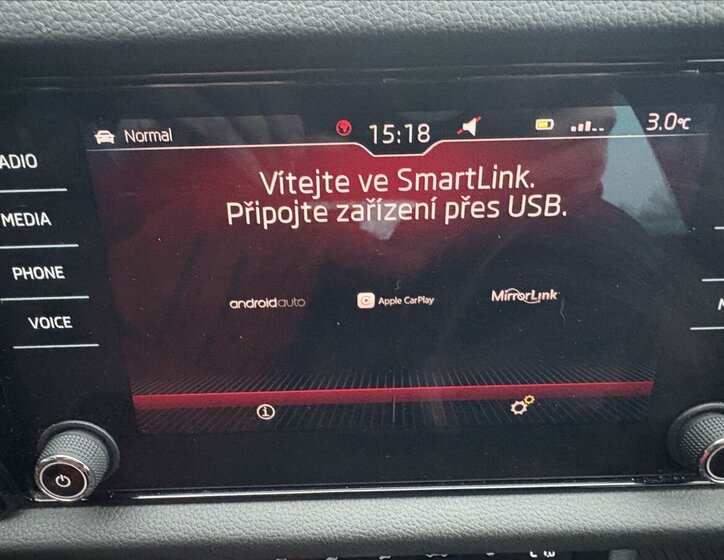 Normal
15:18
3.0°C
Vítejte ve SmartLink.
Připojte zařízení přes USB.
androidauto
Apple CarPlay
MirrorLink
ADIO
MEDIA
PHONE
VOICE